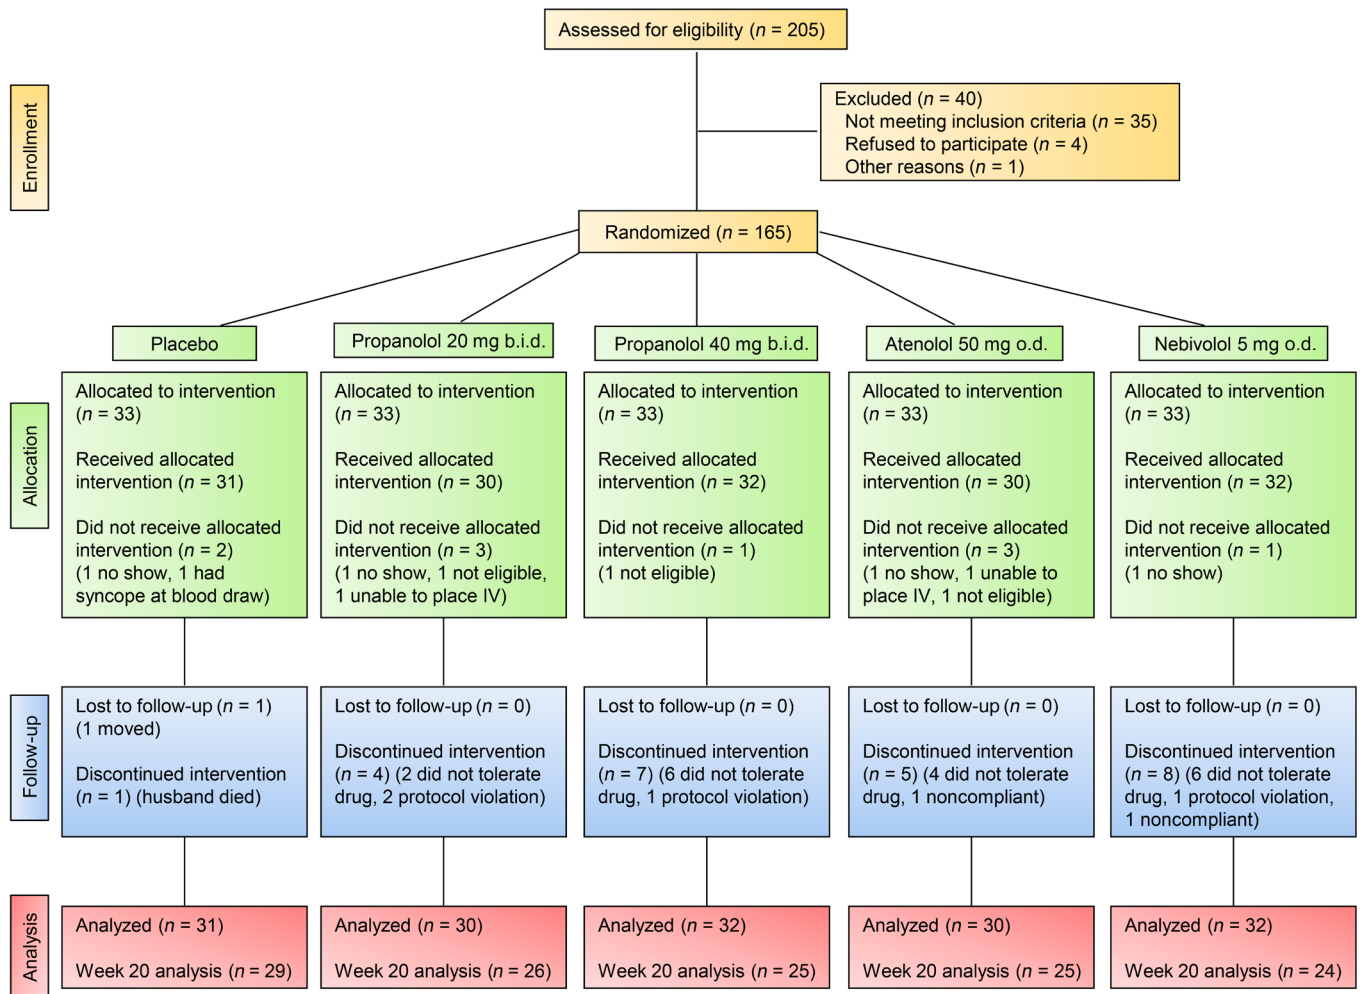 Assessed for eligibility (n = 205)
Enrollment
Excluded (n = 40)
Not meeting inclusion criteria (n = 35)
Refused to participate (n = 4)
Other reasons (n = 1)
Randomized (n = 165)
Placebo
Propanolol 20 mg b.i.d.
Propanolol 40 mg b.i.d.
Atenolol 50 mg o.d.
Nebivolol 5 mg o.d.
Allocation
Allocated to intervention
(n = 33)
Received allocated
intervention (n = 31)
Did not receive allocated
intervention (n = 2)
(1 no show, 1 had
syncope at blood draw)
Allocated to intervention
(n = 33)
Received allocated
intervention (n = 30)
Did not receive allocated
intervention (n = 3)
(1 no show, 1 not eligible,
1 unable to place IV)
Allocated to intervention
(n = 33)
Received allocated
intervention (n = 32)
Did not receive allocated
intervention (n = 1)
(1 not eligible)
Allocated to intervention
(n = 33)
Received allocated
intervention (n = 30)
Did not receive allocated
intervention (n = 3)
(1 no show, 1 unable to
place IV, 1 not eligible)
Allocated to intervention
(n = 33)
Received allocated
intervention (n = 32)
Did not receive allocated
intervention (n = 1)
(1 no show)
Follow-up
Lost to follow-up (n = 1)
(1 moved)
Discontinued intervention
(n = 1) (husband died)
Lost to follow-up (n = 0)
Discontinued intervention
(n = 4) (2 did not tolerate
drug, 2 protocol violation)
Lost to follow-up (n = 0)
Discontinued intervention
(n = 7) (6 did not tolerate
drug, 1 protocol violation)
Lost to follow-up (n = 0)
Discontinued intervention
(n = 5) (4 did not tolerate
drug, 1 noncompliant)
Lost to follow-up (n = 0)
Discontinued intervention
(n = 8) (6 did not tolerate
drug, 1 protocol violation,
1 noncompliant)
Analysis
Analyzed (n = 31)
Week 20 analysis (n = 29)
Analyzed (n = 30)
Week 20 analysis (n = 26)
Analyzed (n = 32)
Week 20 analysis (n = 25)
Analyzed (n = 30)
Week 20 analysis (n = 25)
Analyzed (n = 32)
Week 20 analysis (n = 24)